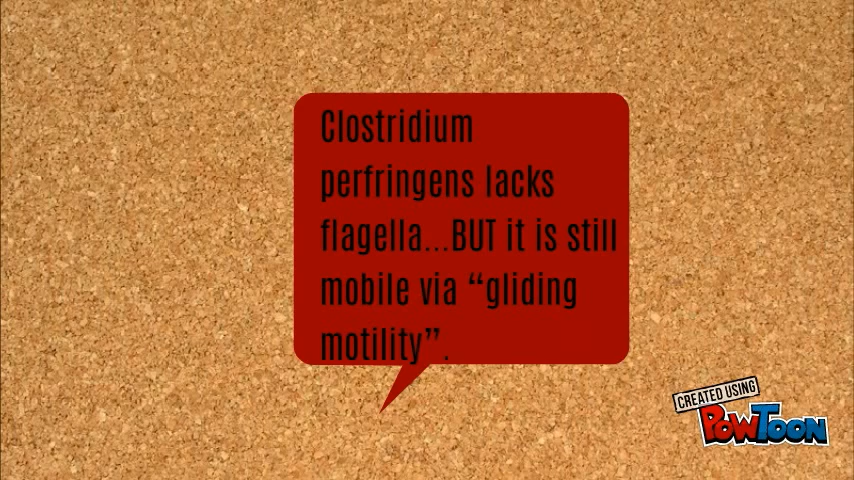 Clostridium
perfringens lacks
flagella...BUT it is still
mobile via “gliding
motility”.
CREATED USING
POWTOON